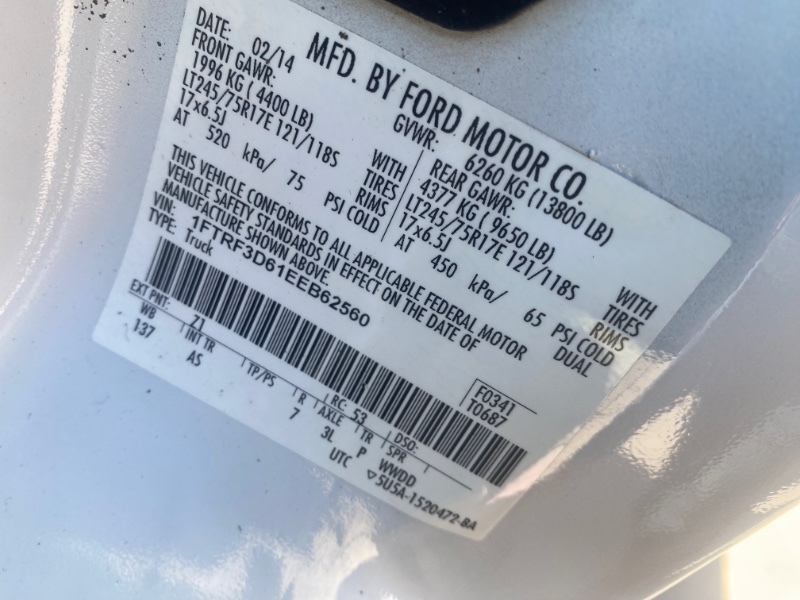 MFD. BY FORD MOTOR CO.
DATE: 02/14
GVWR: 6260 KG (13800 LB)
FRONT GAWR:
1996 KG ( 4400 LB) WITH
LT245/75R17E 121/118S TIRES
17x6.5J RIMS
AT 520 kPa/ 75 PSI COLD
REAR GAWR:
4377 KG ( 9650 LB) WITH
LT245/75R17E 121/118S TIRES
17x6.5J RIMS
AT 450 kPa/ 65 PSI COLD
DUAL
THIS VEHICLE CONFORMS TO ALL APPLICABLE FEDERAL MOTOR
VEHICLE SAFETY STANDARDS IN EFFECT ON THE DATE OF
MANUFACTURE SHOWN ABOVE.
VIN: 1FTRF3D61EEB62560
TYPE: Truck
F0341
T0687
EXT PNT: Z1 RC: 53 DSO:
WB INT TR TP/PS R AXLE TR SPR
137 AS 7 3L P WWDD
UTC ▽5U5A-1520472-BA